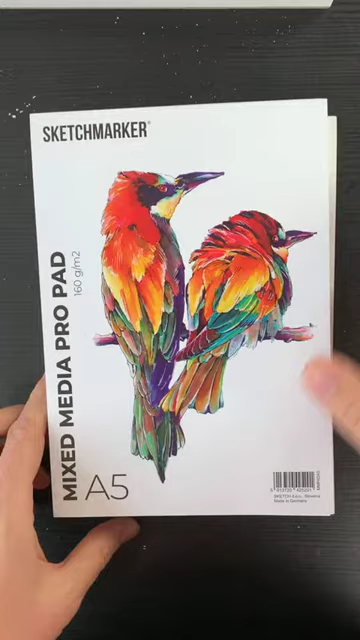 SKETCHMARKER®
MIXED MEDIA PRO PAD
160 g/m2
A5
Made in Germany